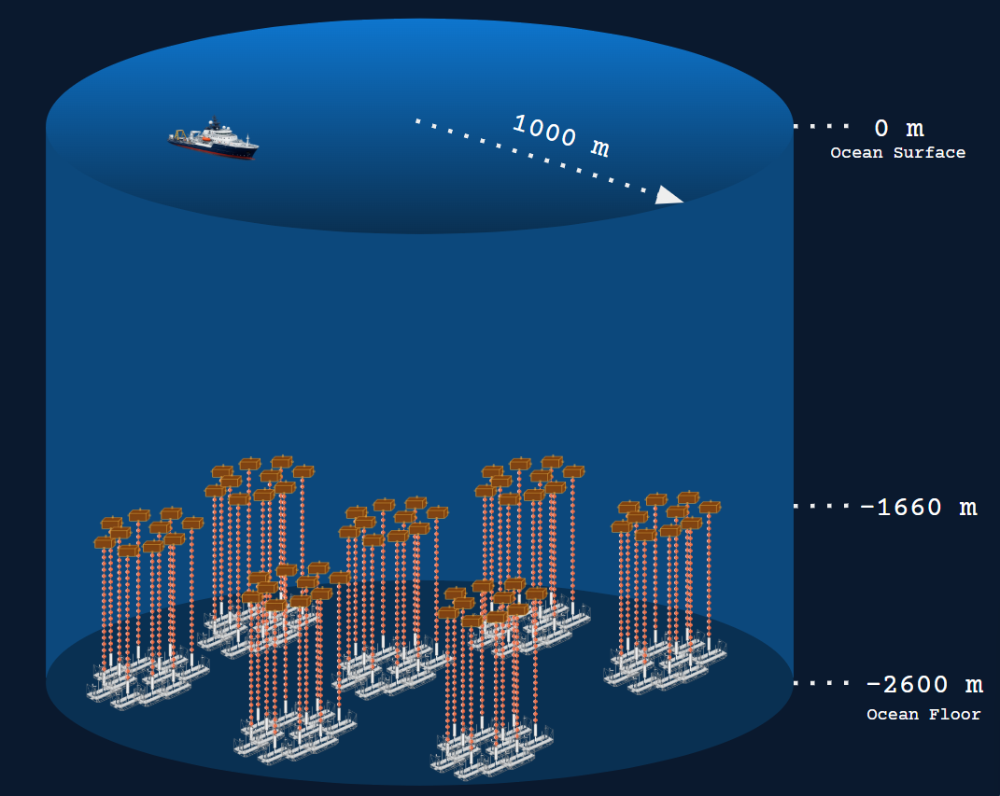 1000 m
0 m
Ocean Surface
-1660 m
-2600 m
Ocean Floor